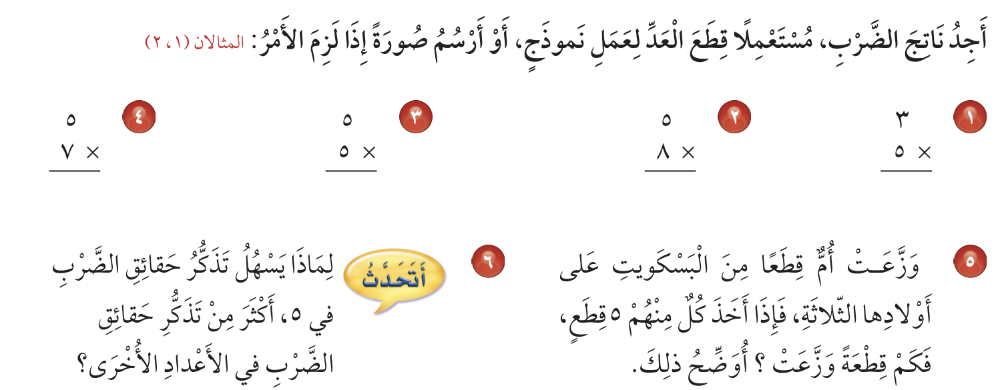 أَجِدُ نَاتِجَ الضَّرْبِ، مُسْتَعْمِلًا قِطَعَ الْعَدِّ لِعَمَلِ نَموذَجٍ، أَوْ أَرْسُمُ صُورَةً إِذَا لَزِمَ الأَمْرُ: المثالان (١، ٢)
١
٣
× ٥
٢
٥
× ٨
٣
٥
× ٥
٤
٥
× ٧
٥ وَزَّعَـتْ أُمٌّ قِطَعًا مِنَ الْبَسْكَويتِ عَلى
أَوْلادِها الثّلاثَةِ، فَإِذَا أَخَذَ كُلٌ مِنْهُمْ ٥ قِطَعٍ،
فَكَمْ قِطْعَةً وَزَّعَتْ ؟ أُوَضِّحُ ذلِكَ.
٦ أَتَحَدَّثُ لِمَاذَا يَسْهُلُ تَذَكُّرُ حَقائِقِ الضَّرْبِ
في ٥، أَكْثَرَ مِنْ تَذَكُّرِ حَقائِقِ
الضَّرْبِ في الأَعْدادِ الأُخْرَى؟